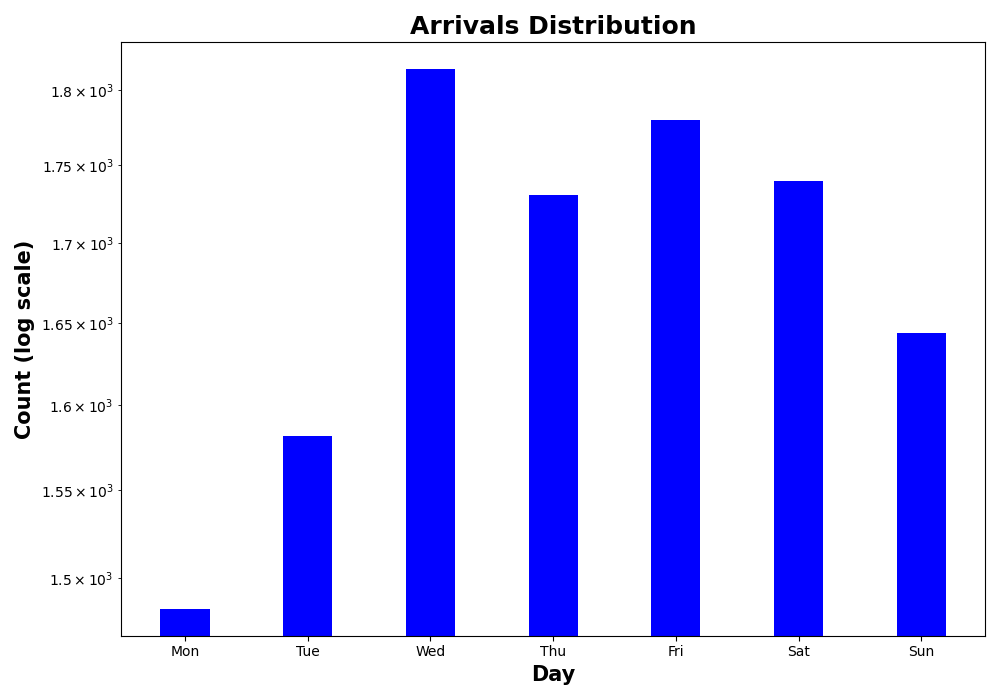 Arrivals Distribution
Count (log scale)
1.8 × 10³
1.75 × 10³
1.7 × 10³
1.65 × 10³
1.6 × 10³
1.55 × 10³
1.5 × 10³
Mon Tue Wed Thu Fri Sat Sun
Day